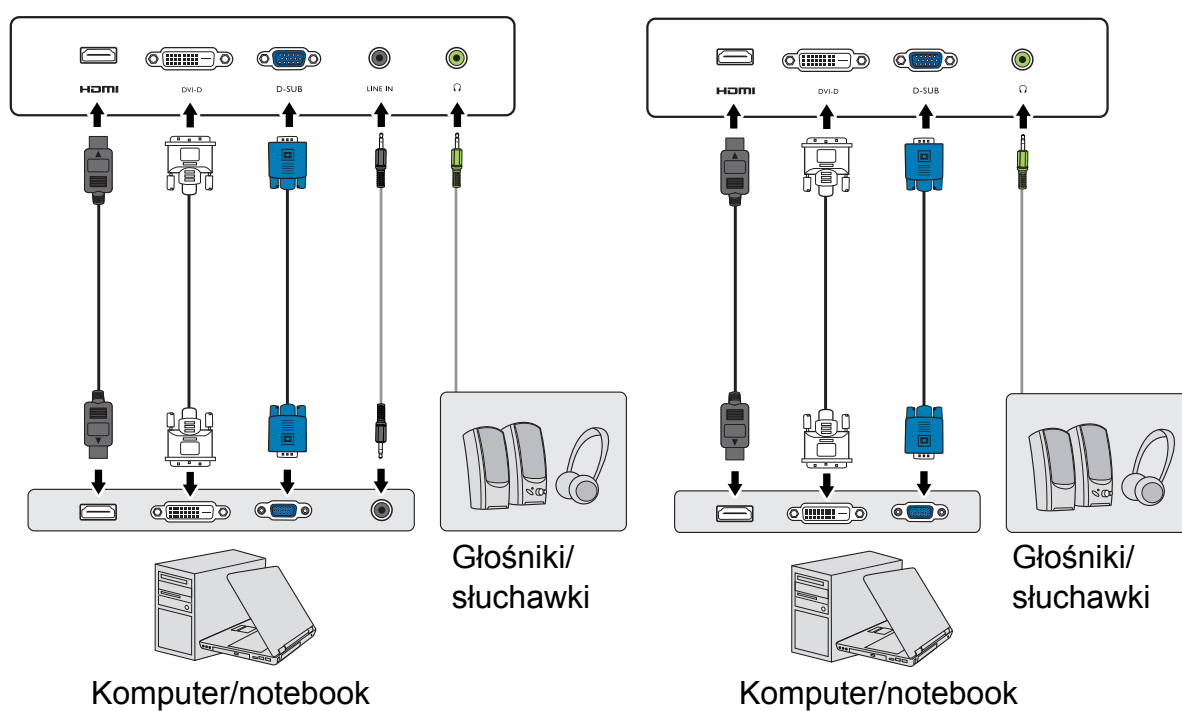 HDMI DVI-D D-SUB LINE IN
Głośniki/
słuchawki
Komputer/notebook
HDMI DVI-D D-SUB
Głośniki/
słuchawki
Komputer/notebook